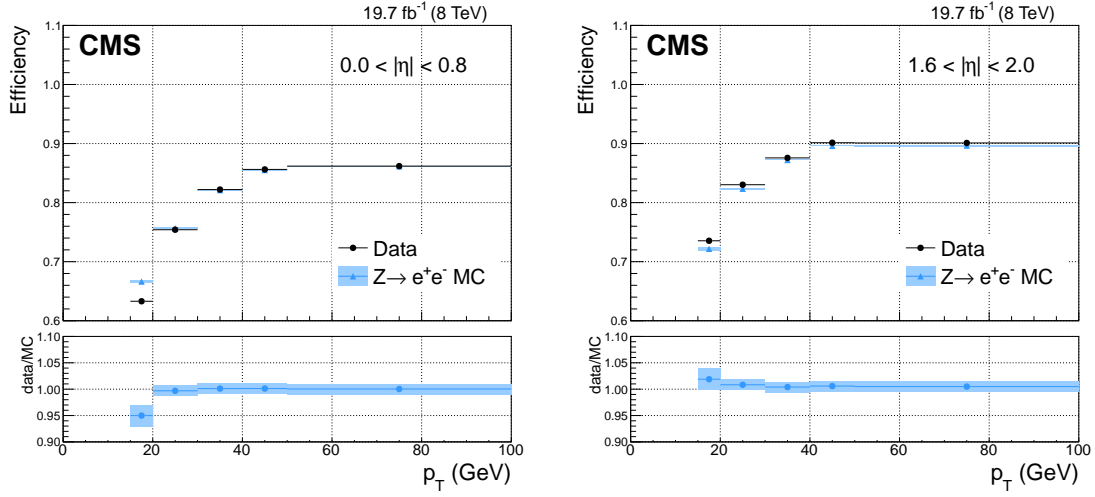 19.7 fb⁻¹ (8 TeV)
CMS
0.0 < |η| < 0.8
Efficiency
1.1
1.0
0.9
0.8
0.7
0.6
Data
Z→ e⁺e⁻ MC
data/MC
1.10
1.05
1.00
0.95
0.90
0 20 40 60 80 100
p_T (GeV)
19.7 fb⁻¹ (8 TeV)
CMS
1.6 < |η| < 2.0
Efficiency
1.1
1.0
0.9
0.8
0.7
0.6
Data
Z→ e⁺e⁻ MC
data/MC
1.10
1.05
1.00
0.95
0.90
0 20 40 60 80 100
p_T (GeV)